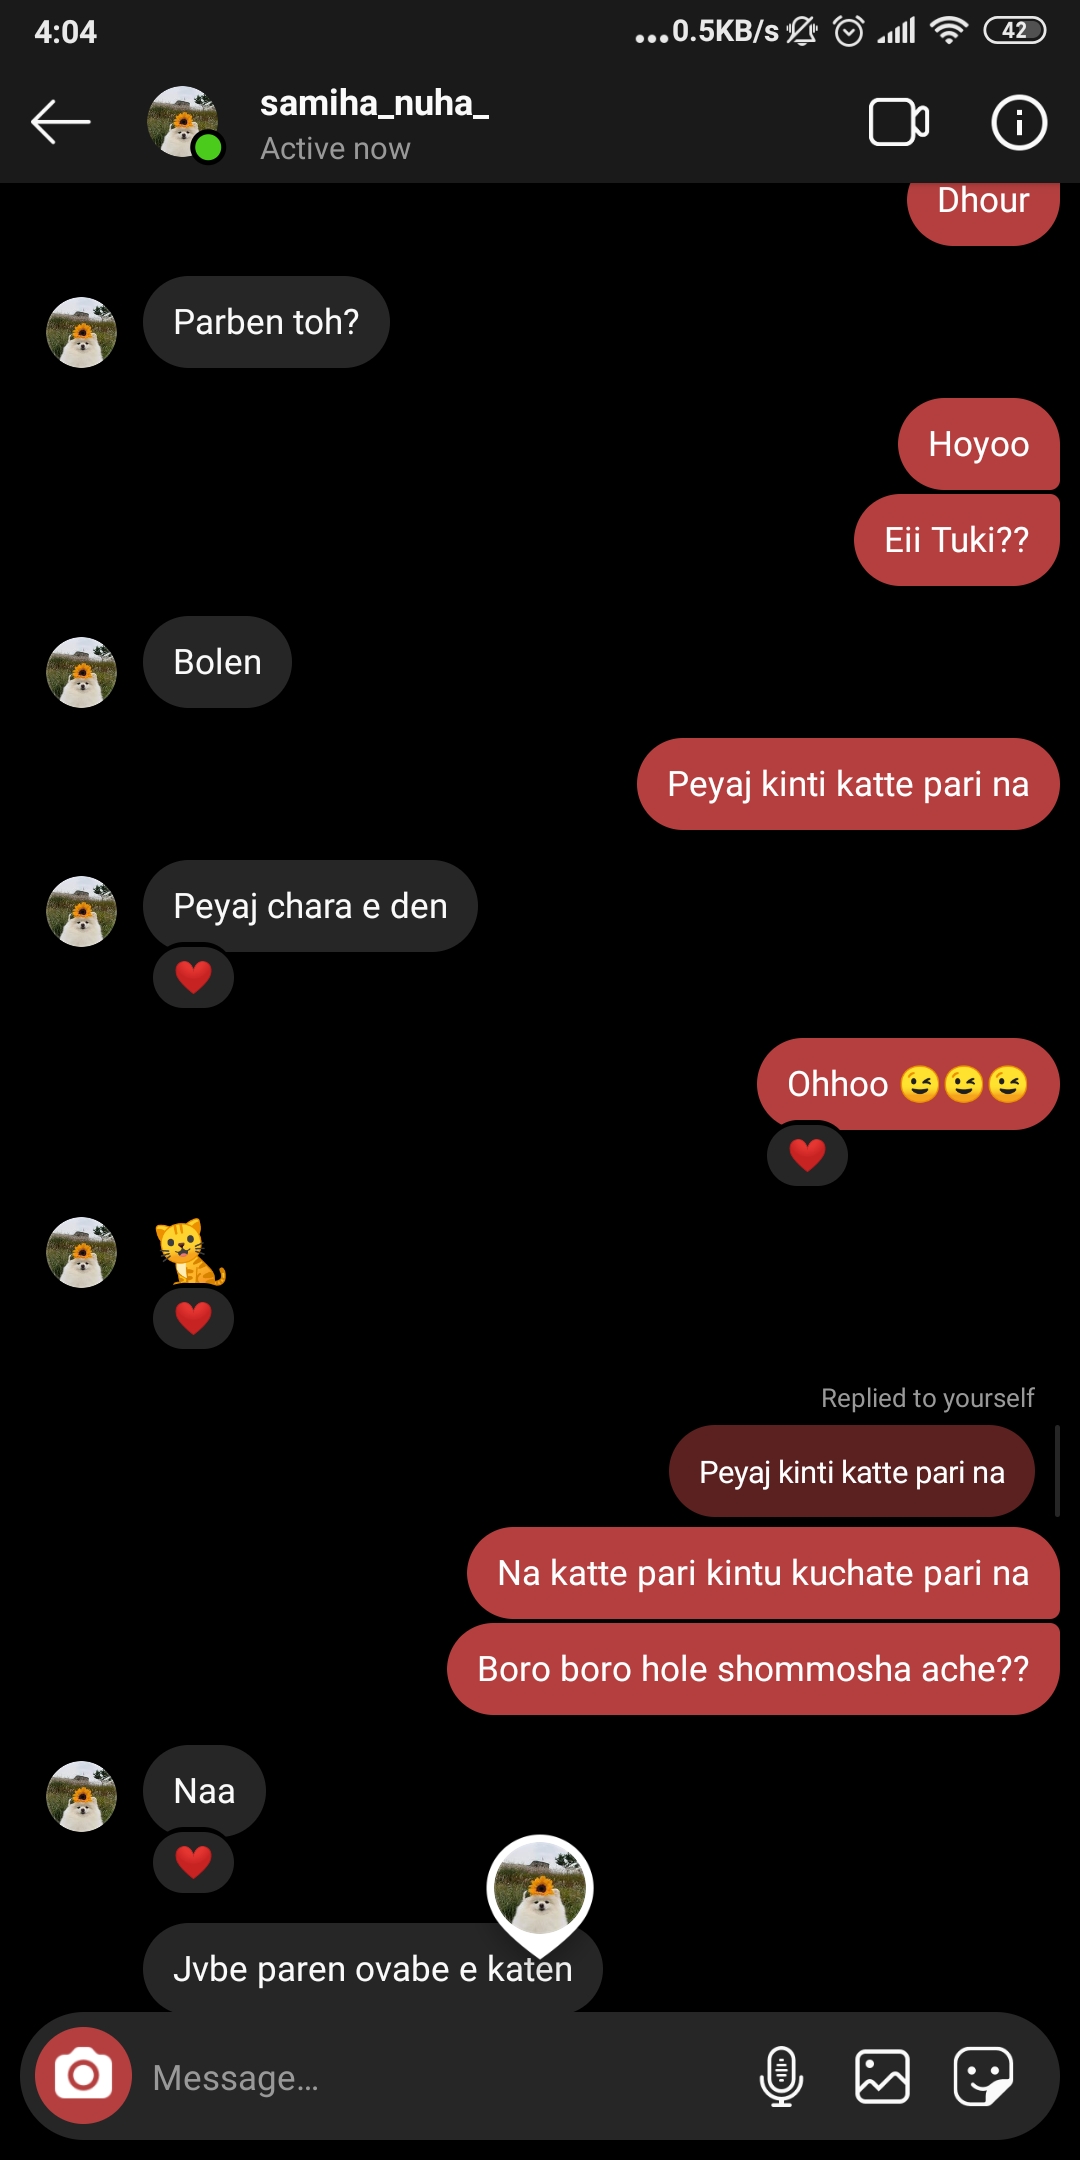 4:04
...0.5KB/s
42
samiha_nuha_
Active now
Dhour
Parben toh?
Hoyoo
Eii Tuki??
Bolen
Peyaj kinti katte pari na
Peyaj chara e den
❤️
Ohhoo 😉😉😉
❤️
🐈
❤️
Replied to yourself
Peyaj kinti katte pari na
Na katte pari kintu kuchate pari na
Boro boro hole shommosha ache??
Naa
❤️
Jvbe paren ovabe e katen
Message...